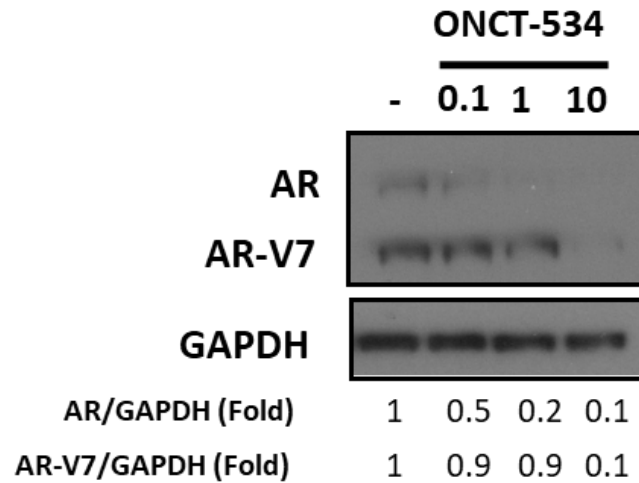 ONCT-534
- 0.1 1 10
AR
AR-V7
GAPDH
AR/GAPDH (Fold) 1 0.5 0.2 0.1
AR-V7/GAPDH (Fold) 1 0.9 0.9 0.1